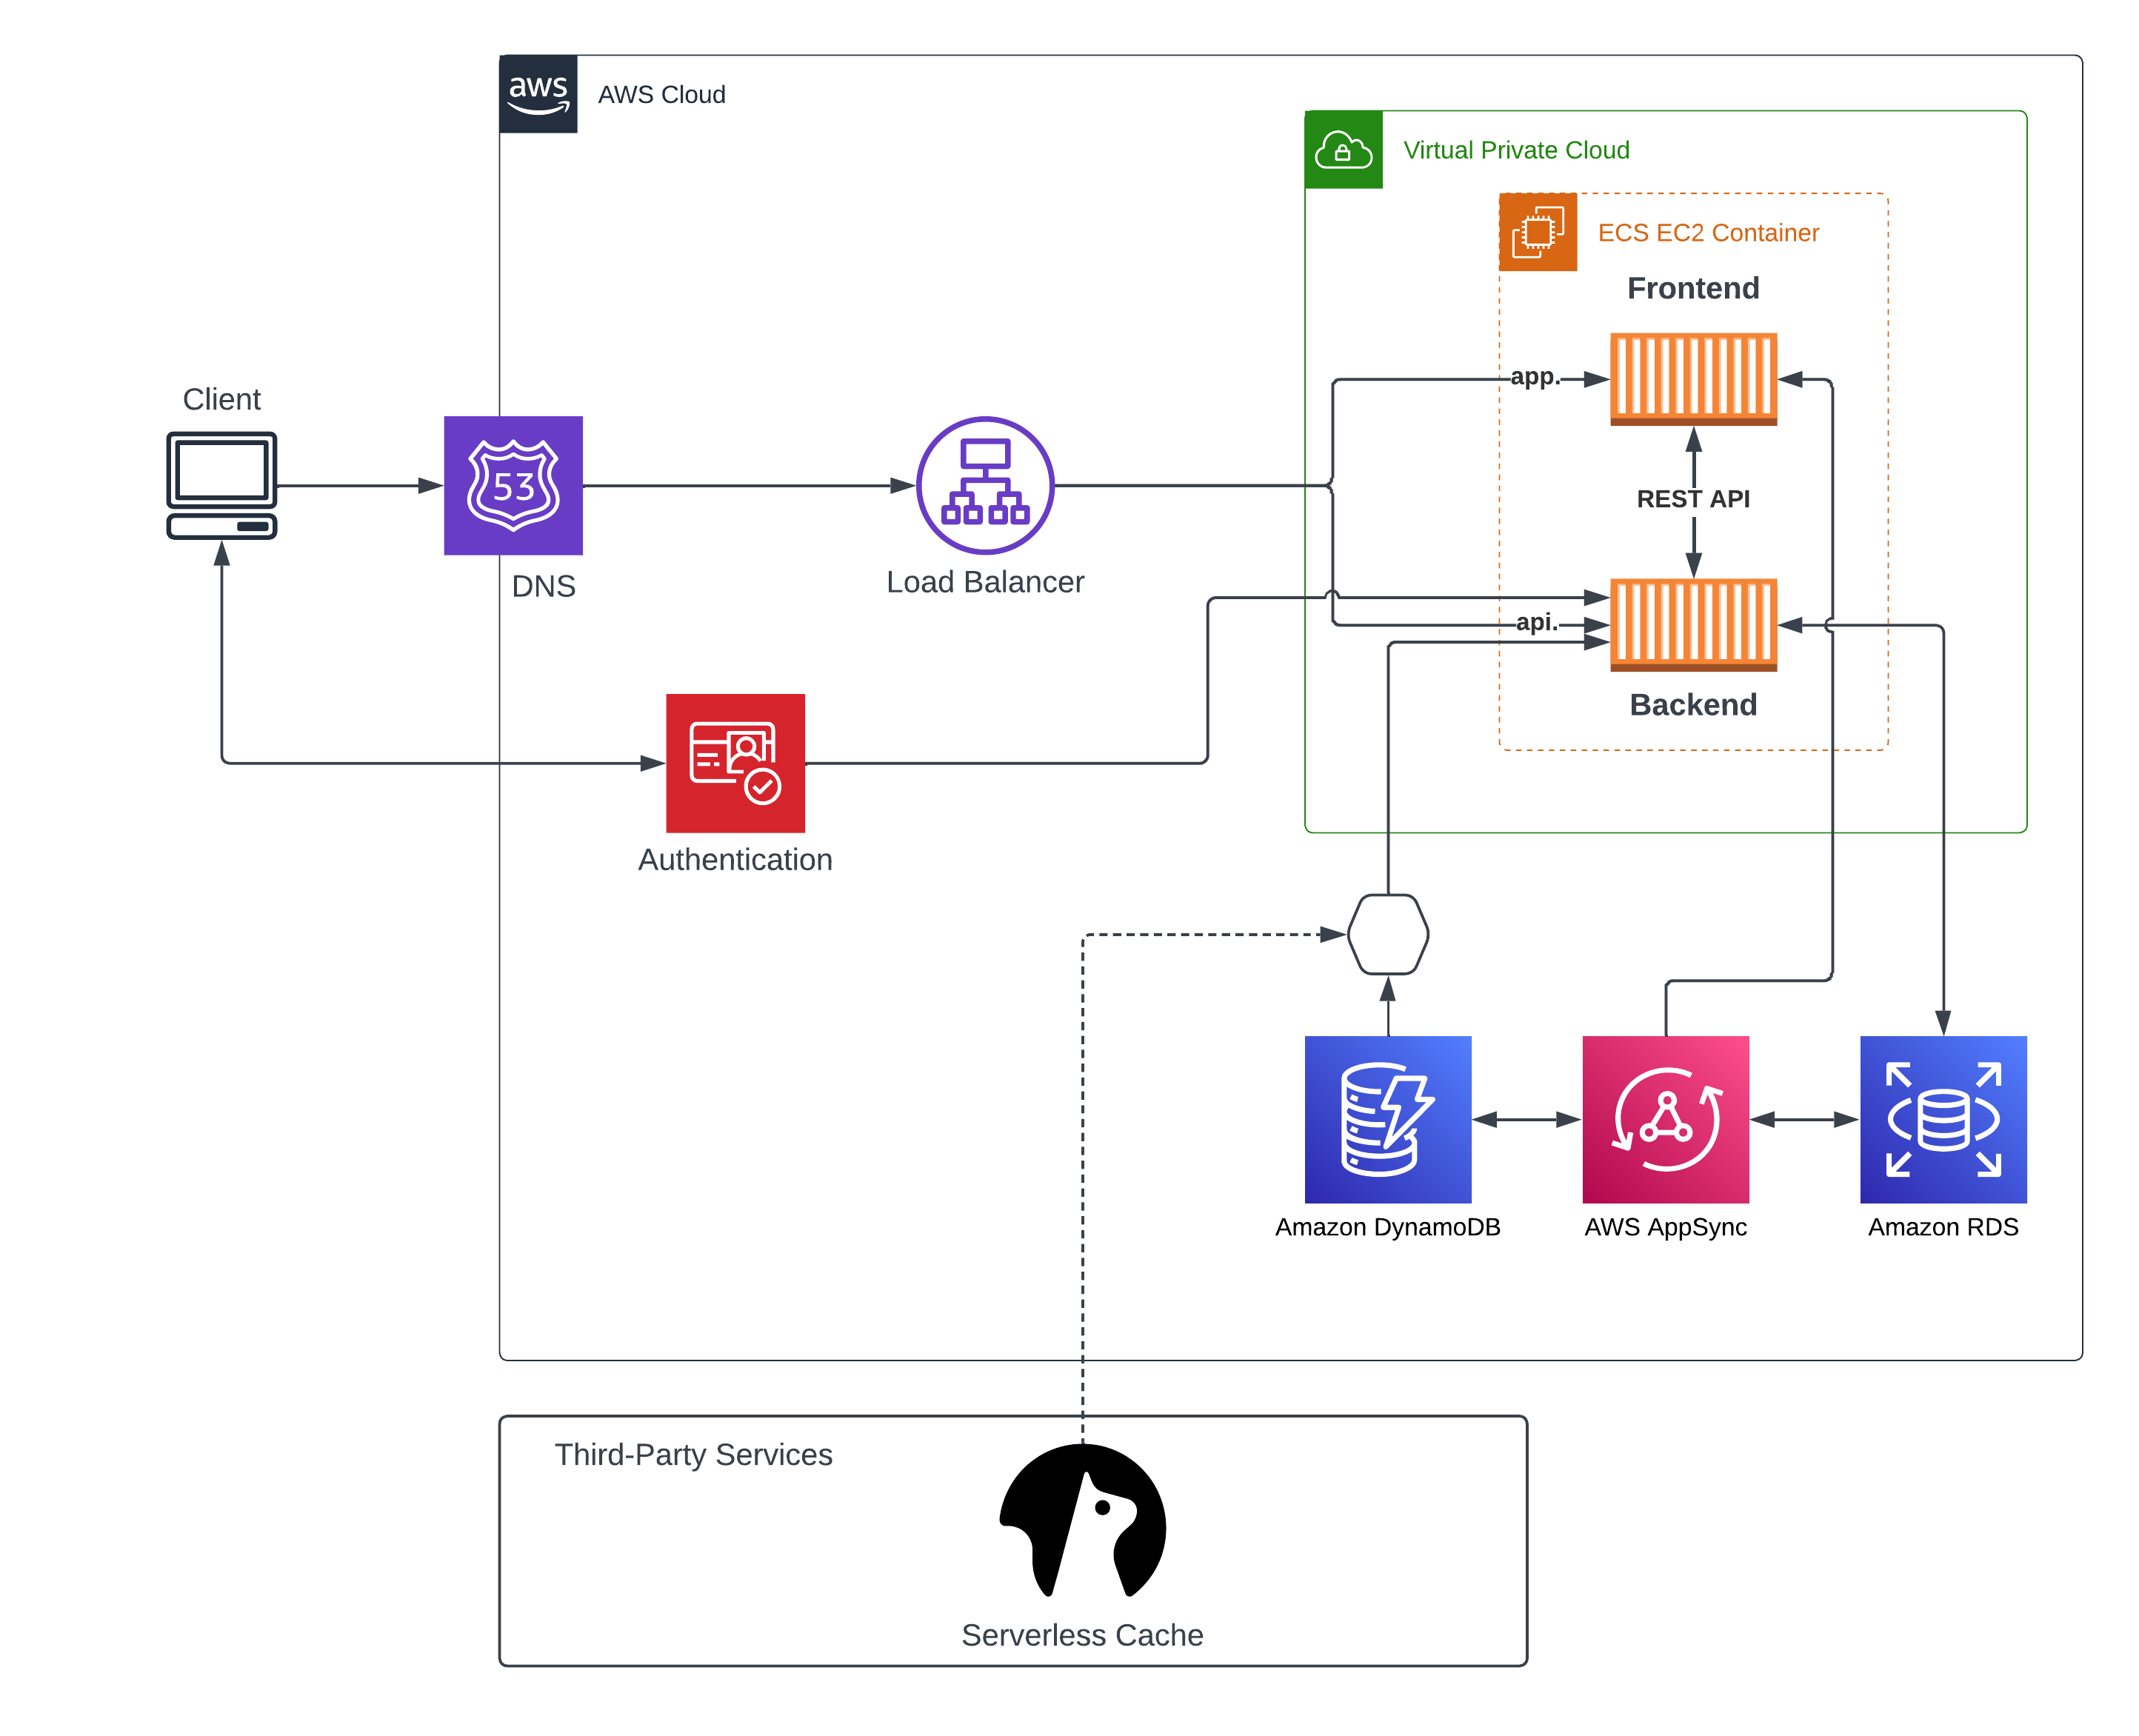 aws
AWS Cloud
Virtual Private Cloud
ECS EC2 Container
Frontend
app.
Client
53
REST API
DNS
Load Balancer
api.
Backend
Authentication
Amazon DynamoDB
AWS AppSync
Amazon RDS
Third-Party Services
Serverless Cache